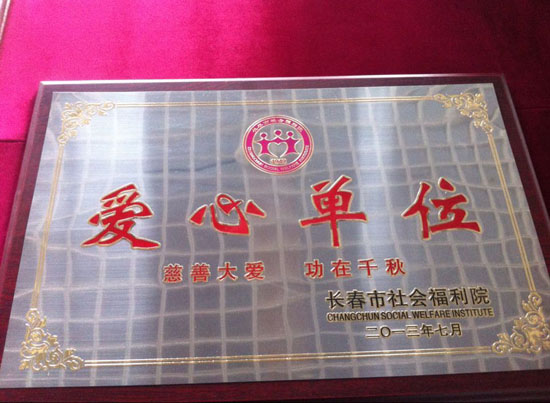 爱心单位
慈善大爱 功在千秋
长春市社会福利院
CHANGCHUN SOCIAL WELFARE INSTITUTE
二〇一三年七月